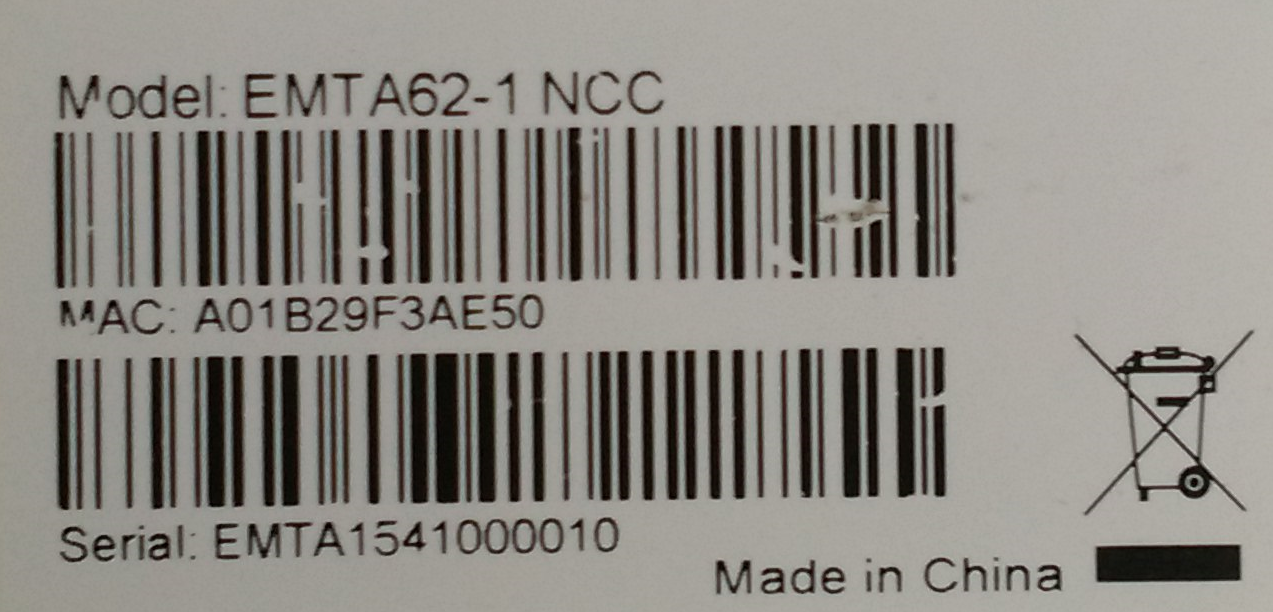 Model: EMTA62-1 NCC
MAC: A01B29F3AE50
Serial: EMTA1541000010
Made in China